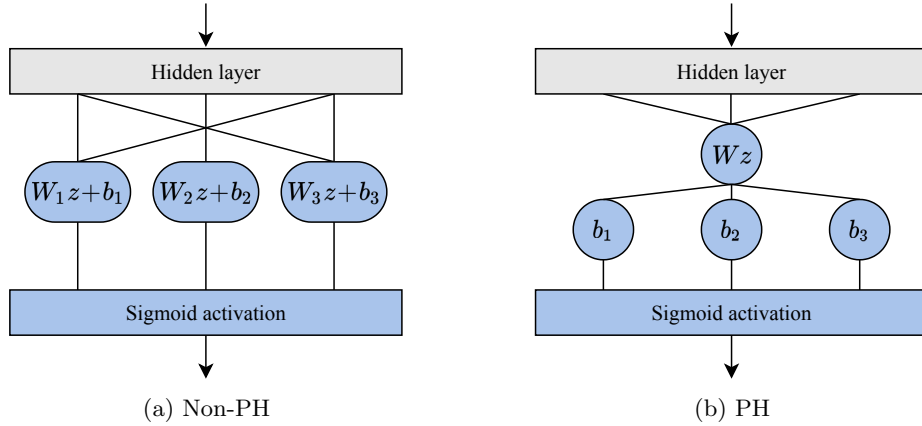 Hidden layer
W₁z+b₁ W₂z+b₂ W₃z+b₃
Sigmoid activation
(a) Non-PH
Hidden layer
Wz
b₁ b₂ b₃
Sigmoid activation
(b) PH